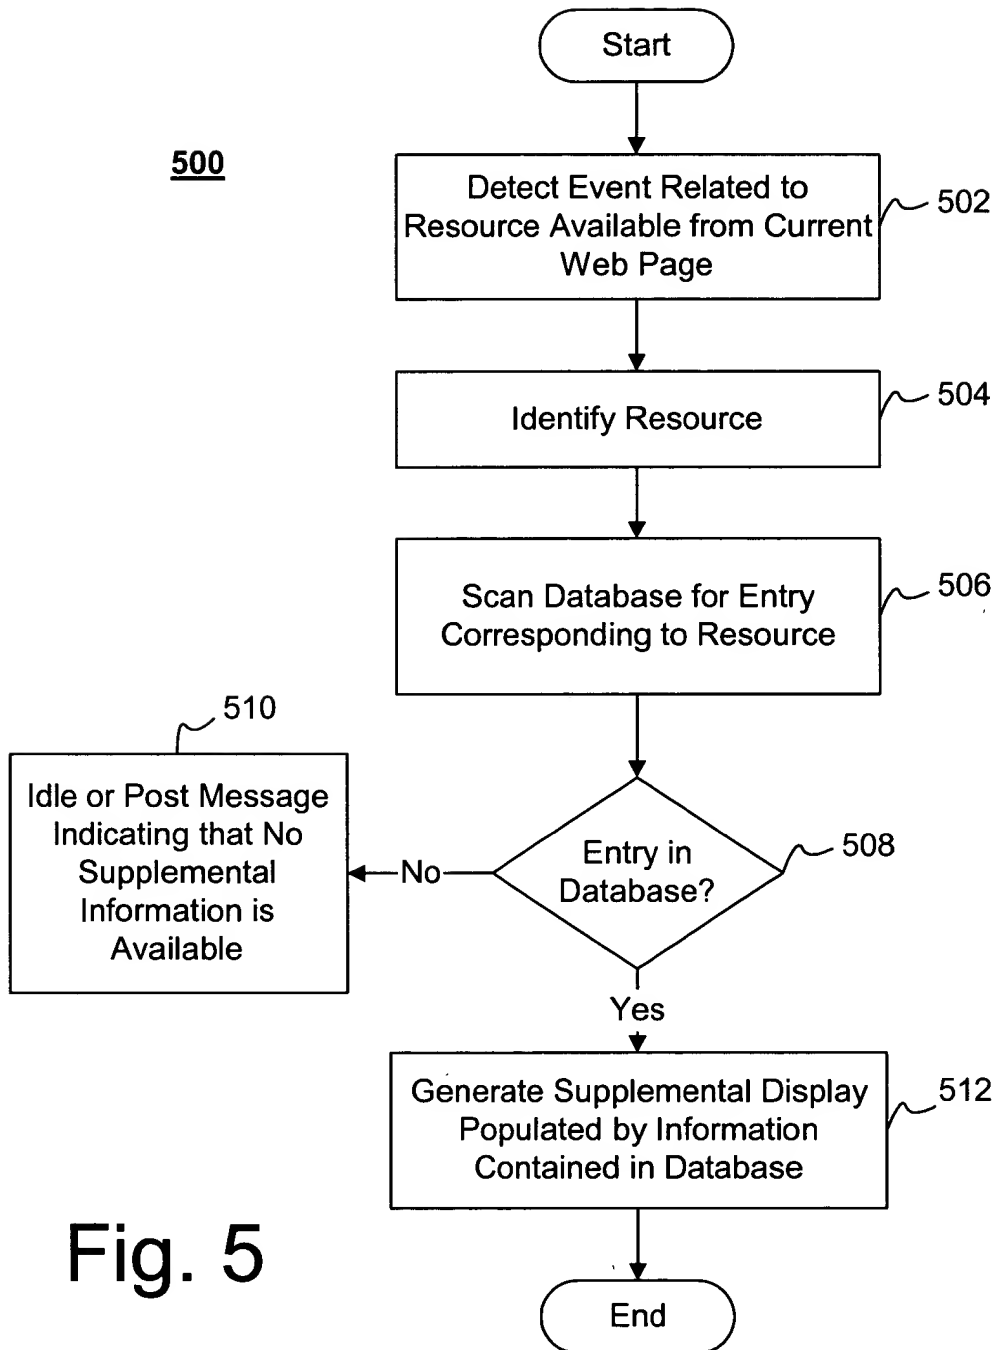 Start
500
Detect Event Related to
Resource Available from Current
Web Page
502
Identify Resource
504
Scan Database for Entry
Corresponding to Resource
506
510
Idle or Post Message
Indicating that No
Supplemental
Information is
Available
No
Entry in
Database?
508
Yes
Generate Supplemental Display
Populated by Information
Contained in Database
512
Fig. 5
End